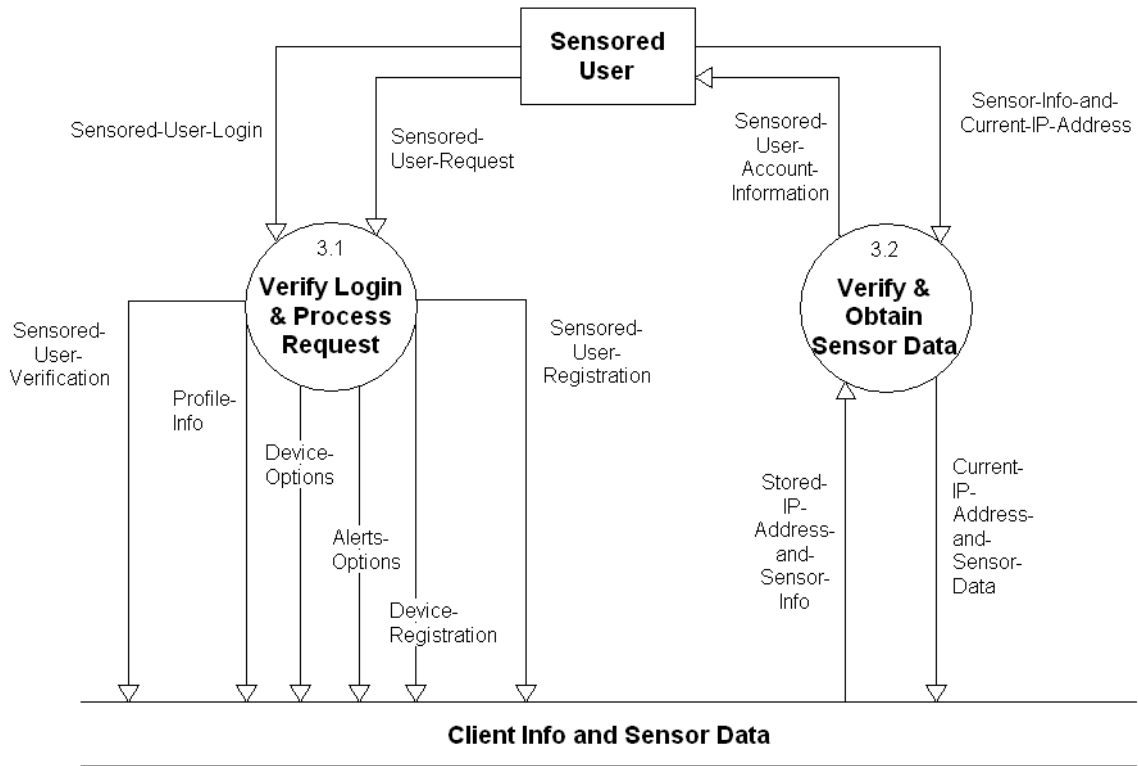 Sensored
User
Sensored-User-Login
Sensored-
User-Request
Sensored-
User-
Account-
Information
Sensor-Info-and-
Current-IP-Address
3.1
Verify Login
& Process
Request
3.2
Verify &
Obtain
Sensor Data
Sensored-
User-
Verification
Profile-
Info
Device-
Options
Alerts-
Options
Device-
Registration
Sensored-
User-
Registration
Stored-
IP-
Address-
and-
Sensor-
Info
Current-
IP-
Address-
and-
Sensor-
Data
Client Info and Sensor Data